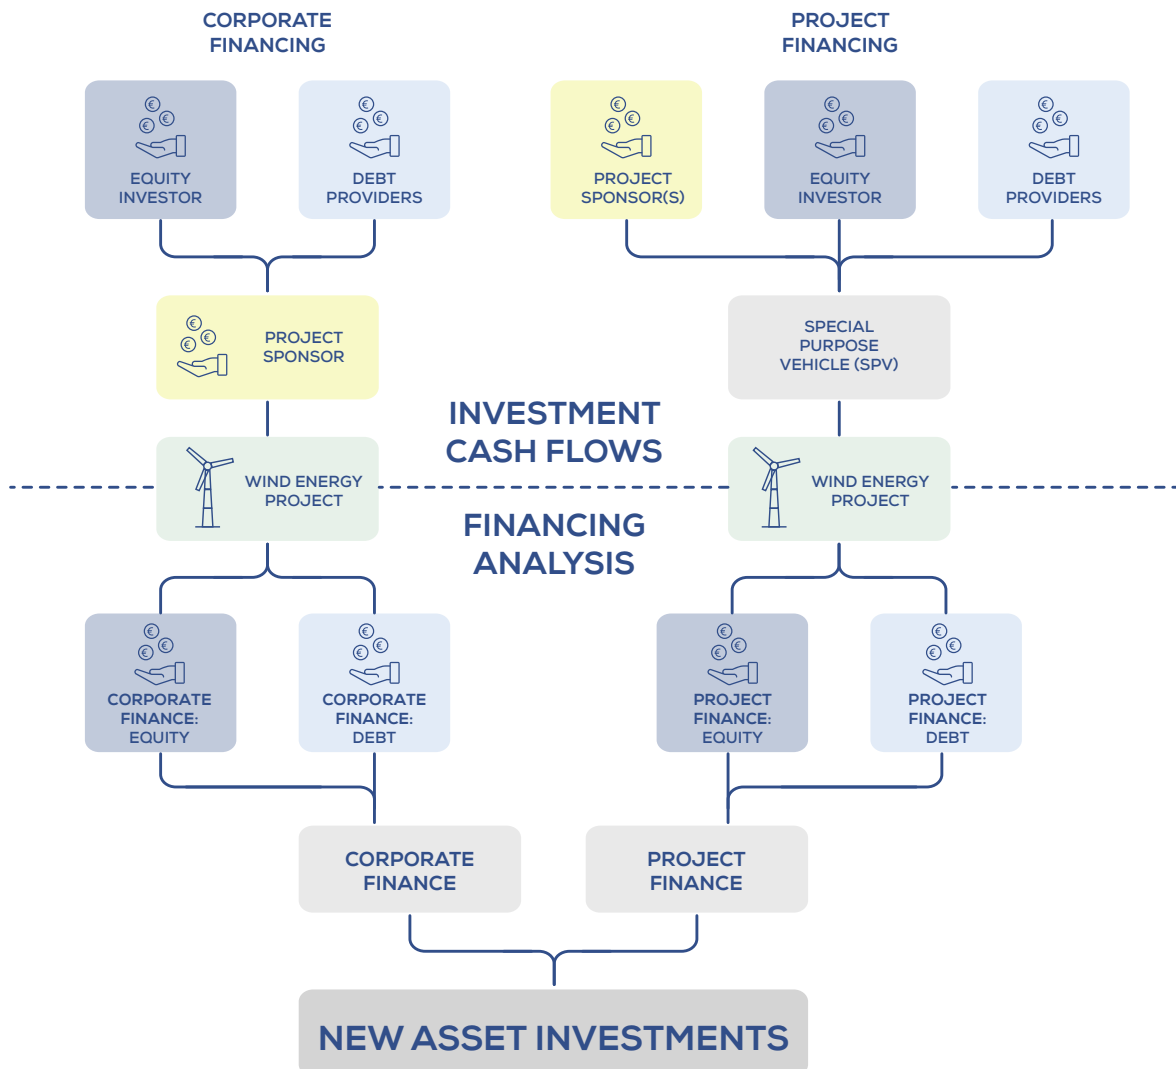 CORPORATE
FINANCING
PROJECT
FINANCING
€
€
€
EQUITY
INVESTOR
€
€
€
DEBT
PROVIDERS
€
€
€
PROJECT
SPONSOR(S)
€
€
€
EQUITY
INVESTOR
€
€
€
DEBT
PROVIDERS
€
€
€
PROJECT
SPONSOR
SPECIAL
PURPOSE
VEHICLE (SPV)
INVESTMENT
CASH FLOWS
WIND ENERGY
PROJECT
WIND ENERGY
PROJECT
FINANCING
ANALYSIS
€
€
€
CORPORATE
FINANCE:
EQUITY
€
€
€
CORPORATE
FINANCE:
DEBT
€
€
€
PROJECT
FINANCE:
EQUITY
€
€
€
PROJECT
FINANCE:
DEBT
CORPORATE
FINANCE
PROJECT
FINANCE
NEW ASSET INVESTMENTS